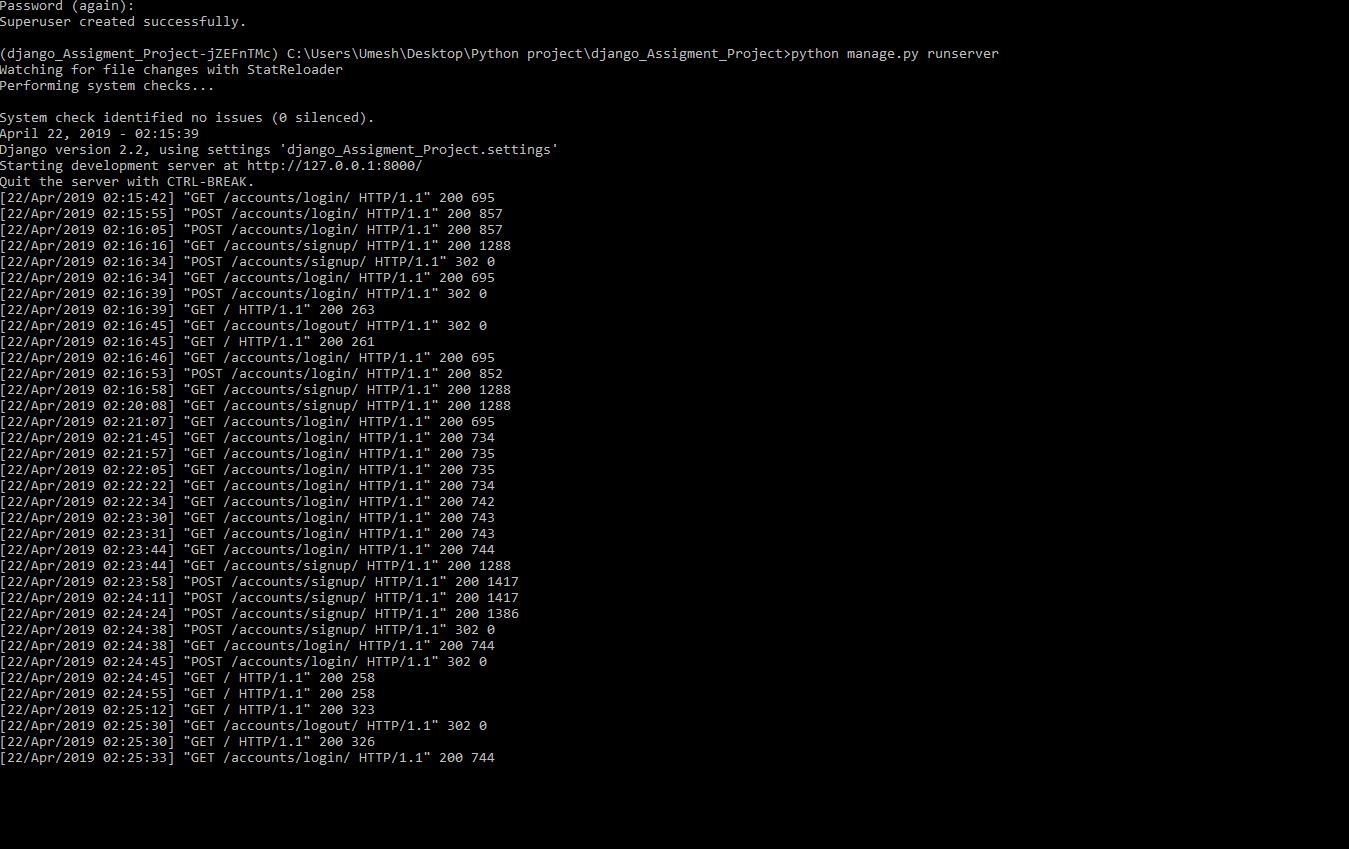 Password (again):
Superuser created successfully.
(django_Assigment_Project-jZEFnTMc) C:\Users\Umesh\Desktop\Python project\django_Assigment_Project>python manage.py runserver
Watching for file changes with StatReloader
Performing system checks...
System check identified no issues (0 silenced).
April 22, 2019 - 02:15:39
Django version 2.2, using settings 'django_Assigment_Project.settings'
Starting development server at http://127.0.0.1:8000/
Quit the server with CTRL-BREAK.
[22/Apr/2019 02:15:42] "GET /accounts/login/ HTTP/1.1" 200 695
[22/Apr/2019 02:15:55] "POST /accounts/login/ HTTP/1.1" 200 857
[22/Apr/2019 02:16:05] "POST /accounts/login/ HTTP/1.1" 200 857
[22/Apr/2019 02:16:16] "GET /accounts/signup/ HTTP/1.1" 200 1288
[22/Apr/2019 02:16:34] "POST /accounts/signup/ HTTP/1.1" 302 0
[22/Apr/2019 02:16:34] "GET /accounts/login/ HTTP/1.1" 200 695
[22/Apr/2019 02:16:39] "POST /accounts/login/ HTTP/1.1" 302 0
[22/Apr/2019 02:16:39] "GET / HTTP/1.1" 200 263
[22/Apr/2019 02:16:45] "GET /accounts/logout/ HTTP/1.1" 302 0
[22/Apr/2019 02:16:45] "GET / HTTP/1.1" 200 261
[22/Apr/2019 02:16:46] "GET /accounts/login/ HTTP/1.1" 200 695
[22/Apr/2019 02:16:53] "POST /accounts/login/ HTTP/1.1" 200 852
[22/Apr/2019 02:16:58] "GET /accounts/signup/ HTTP/1.1" 200 1288
[22/Apr/2019 02:20:08] "GET /accounts/signup/ HTTP/1.1" 200 1288
[22/Apr/2019 02:21:07] "GET /accounts/login/ HTTP/1.1" 200 695
[22/Apr/2019 02:21:45] "GET /accounts/login/ HTTP/1.1" 200 734
[22/Apr/2019 02:21:57] "GET /accounts/login/ HTTP/1.1" 200 735
[22/Apr/2019 02:22:05] "GET /accounts/login/ HTTP/1.1" 200 735
[22/Apr/2019 02:22:22] "GET /accounts/login/ HTTP/1.1" 200 734
[22/Apr/2019 02:22:34] "GET /accounts/login/ HTTP/1.1" 200 742
[22/Apr/2019 02:23:30] "GET /accounts/login/ HTTP/1.1" 200 743
[22/Apr/2019 02:23:31] "GET /accounts/login/ HTTP/1.1" 200 743
[22/Apr/2019 02:23:44] "GET /accounts/login/ HTTP/1.1" 200 744
[22/Apr/2019 02:23:44] "GET /accounts/signup/ HTTP/1.1" 200 1288
[22/Apr/2019 02:23:58] "POST /accounts/signup/ HTTP/1.1" 200 1417
[22/Apr/2019 02:24:11] "POST /accounts/signup/ HTTP/1.1" 200 1417
[22/Apr/2019 02:24:24] "POST /accounts/signup/ HTTP/1.1" 200 1386
[22/Apr/2019 02:24:38] "POST /accounts/signup/ HTTP/1.1" 302 0
[22/Apr/2019 02:24:38] "GET /accounts/login/ HTTP/1.1" 200 744
[22/Apr/2019 02:24:45] "POST /accounts/login/ HTTP/1.1" 302 0
[22/Apr/2019 02:24:45] "GET / HTTP/1.1" 200 258
[22/Apr/2019 02:24:55] "GET / HTTP/1.1" 200 258
[22/Apr/2019 02:25:12] "GET / HTTP/1.1" 200 323
[22/Apr/2019 02:25:30] "GET /accounts/logout/ HTTP/1.1" 302 0
[22/Apr/2019 02:25:30] "GET / HTTP/1.1" 200 326
[22/Apr/2019 02:25:33] "GET /accounts/login/ HTTP/1.1" 200 744